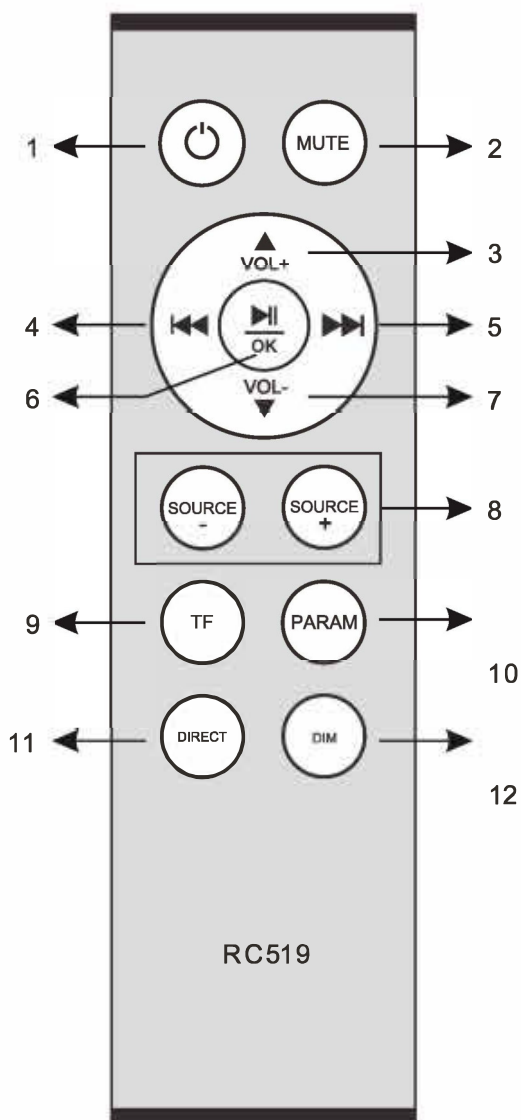 1
MUTE
2
VOL+
3
4
OK
5
6
VOL-
7
SOURCE
-
SOURCE
+
8
9
TF
PARAM
10
11
DIRECT
DIM
12
RC519